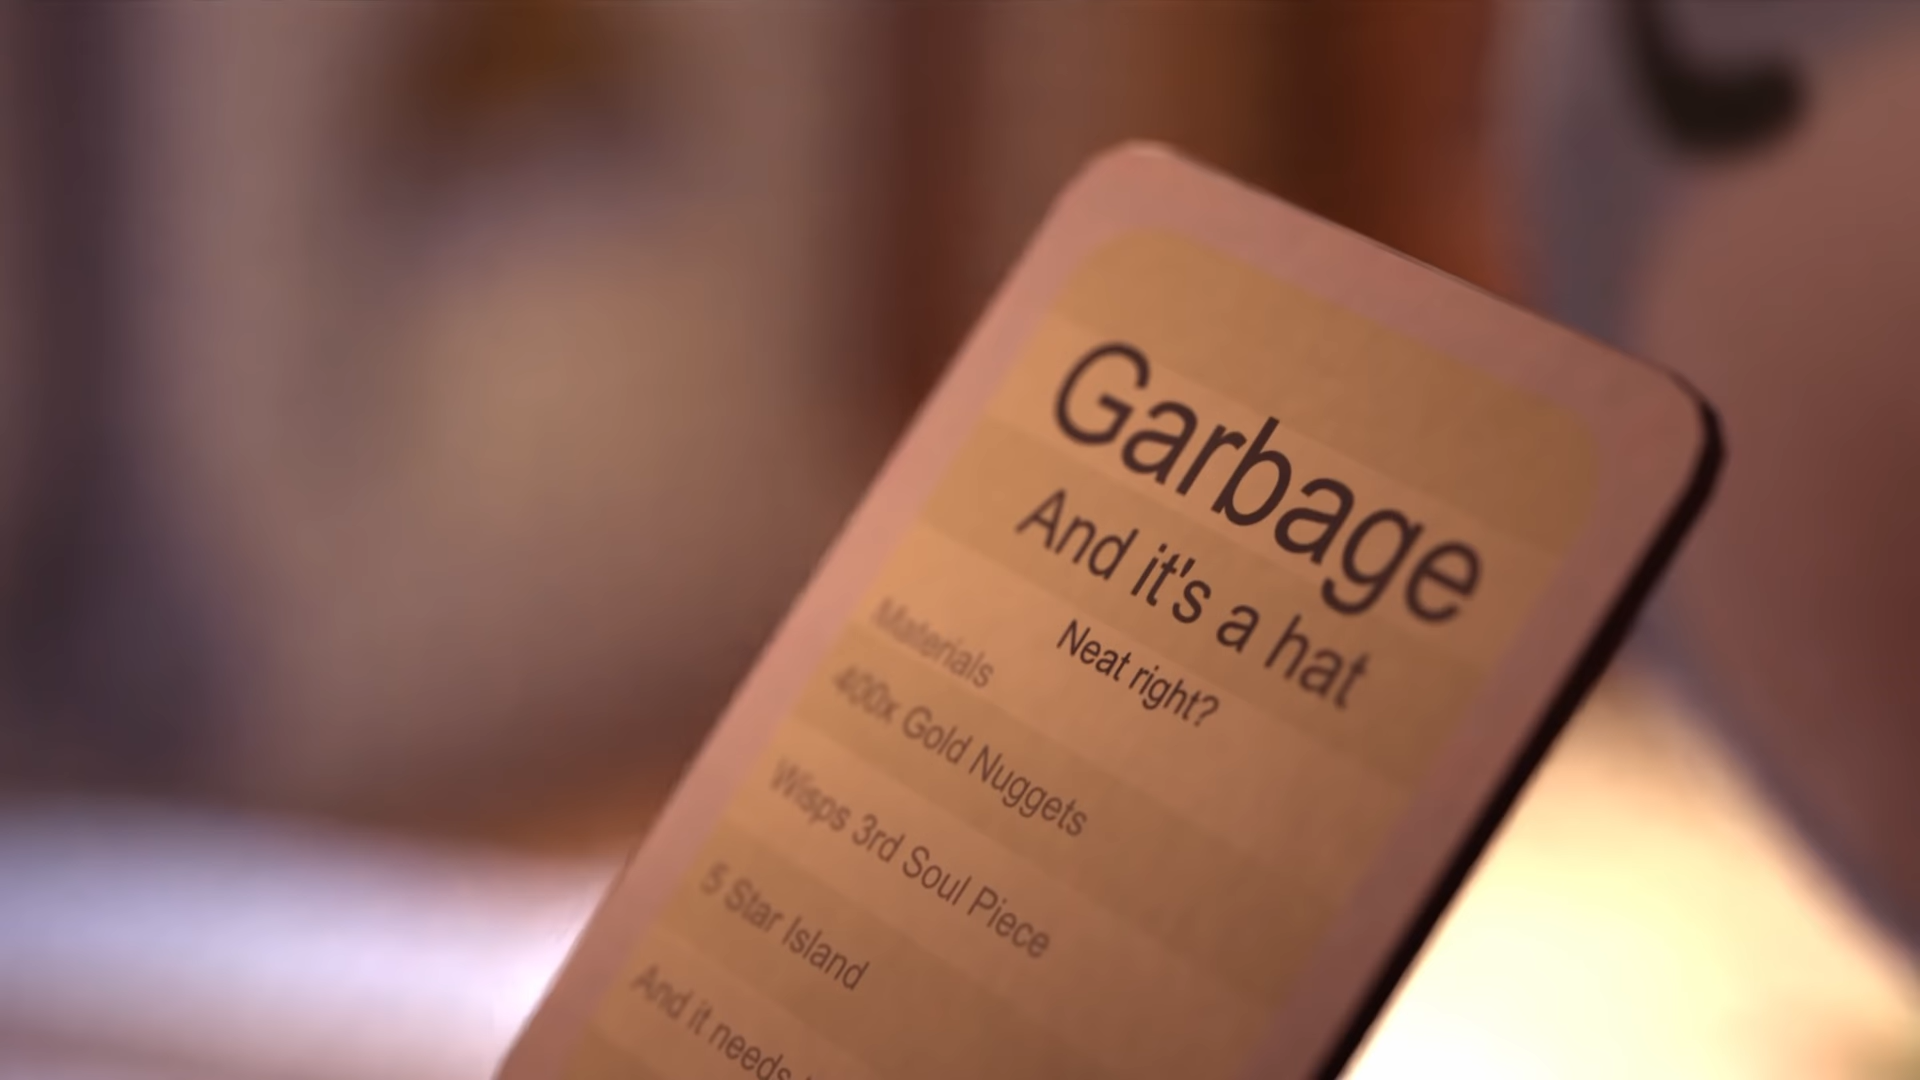 Garbage
And it's a hat
Neat right?
Materials
400x Gold Nuggets
Wisps 3rd Soul Piece
5 Star Island
And it needs